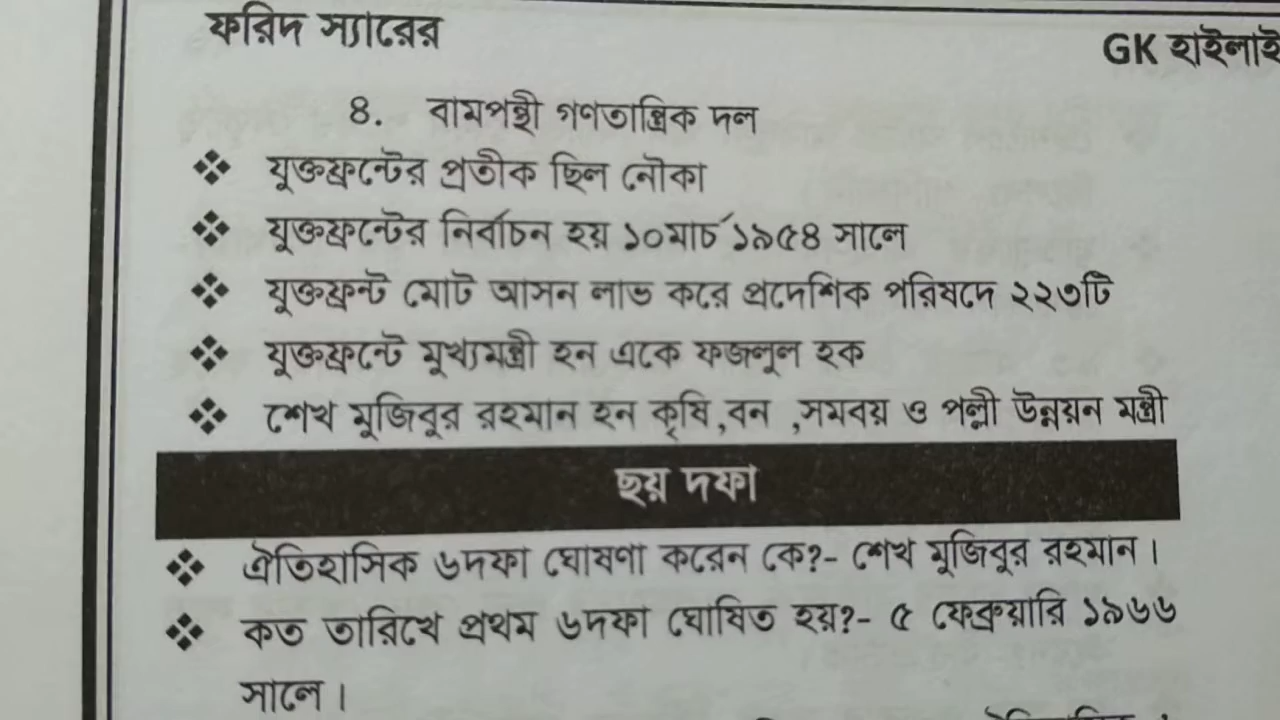 ফরিদ স্যারের
GK হাইলাই
৪. বামপন্থী গণতান্ত্রিক দল
❖ যুক্তফ্রন্টের প্রতীক ছিল নৌকা
❖ যুক্তফ্রন্টের নির্বাচন হয় ১০মার্চ ১৯৫৪ সালে
❖ যুক্তফ্রন্ট মোট আসন লাভ করে প্রদেশিক পরিষদে ২২৩টি
❖ যুক্তফ্রন্টে মুখ্যমন্ত্রী হন একে ফজলুল হক
❖ শেখ মুজিবুর রহমান হন কৃষি,বন ,সমবয় ও পল্লী উন্নয়ন মন্ত্রী
ছয় দফা
❖ ঐতিহাসিক ৬দফা ঘোষণা করেন কে?- শেখ মুজিবুর রহমান।
❖ কত তারিখে প্রথম ৬দফা ঘোষিত হয়?- ৫ ফেব্রুয়ারি ১৯৬৬
সালে।